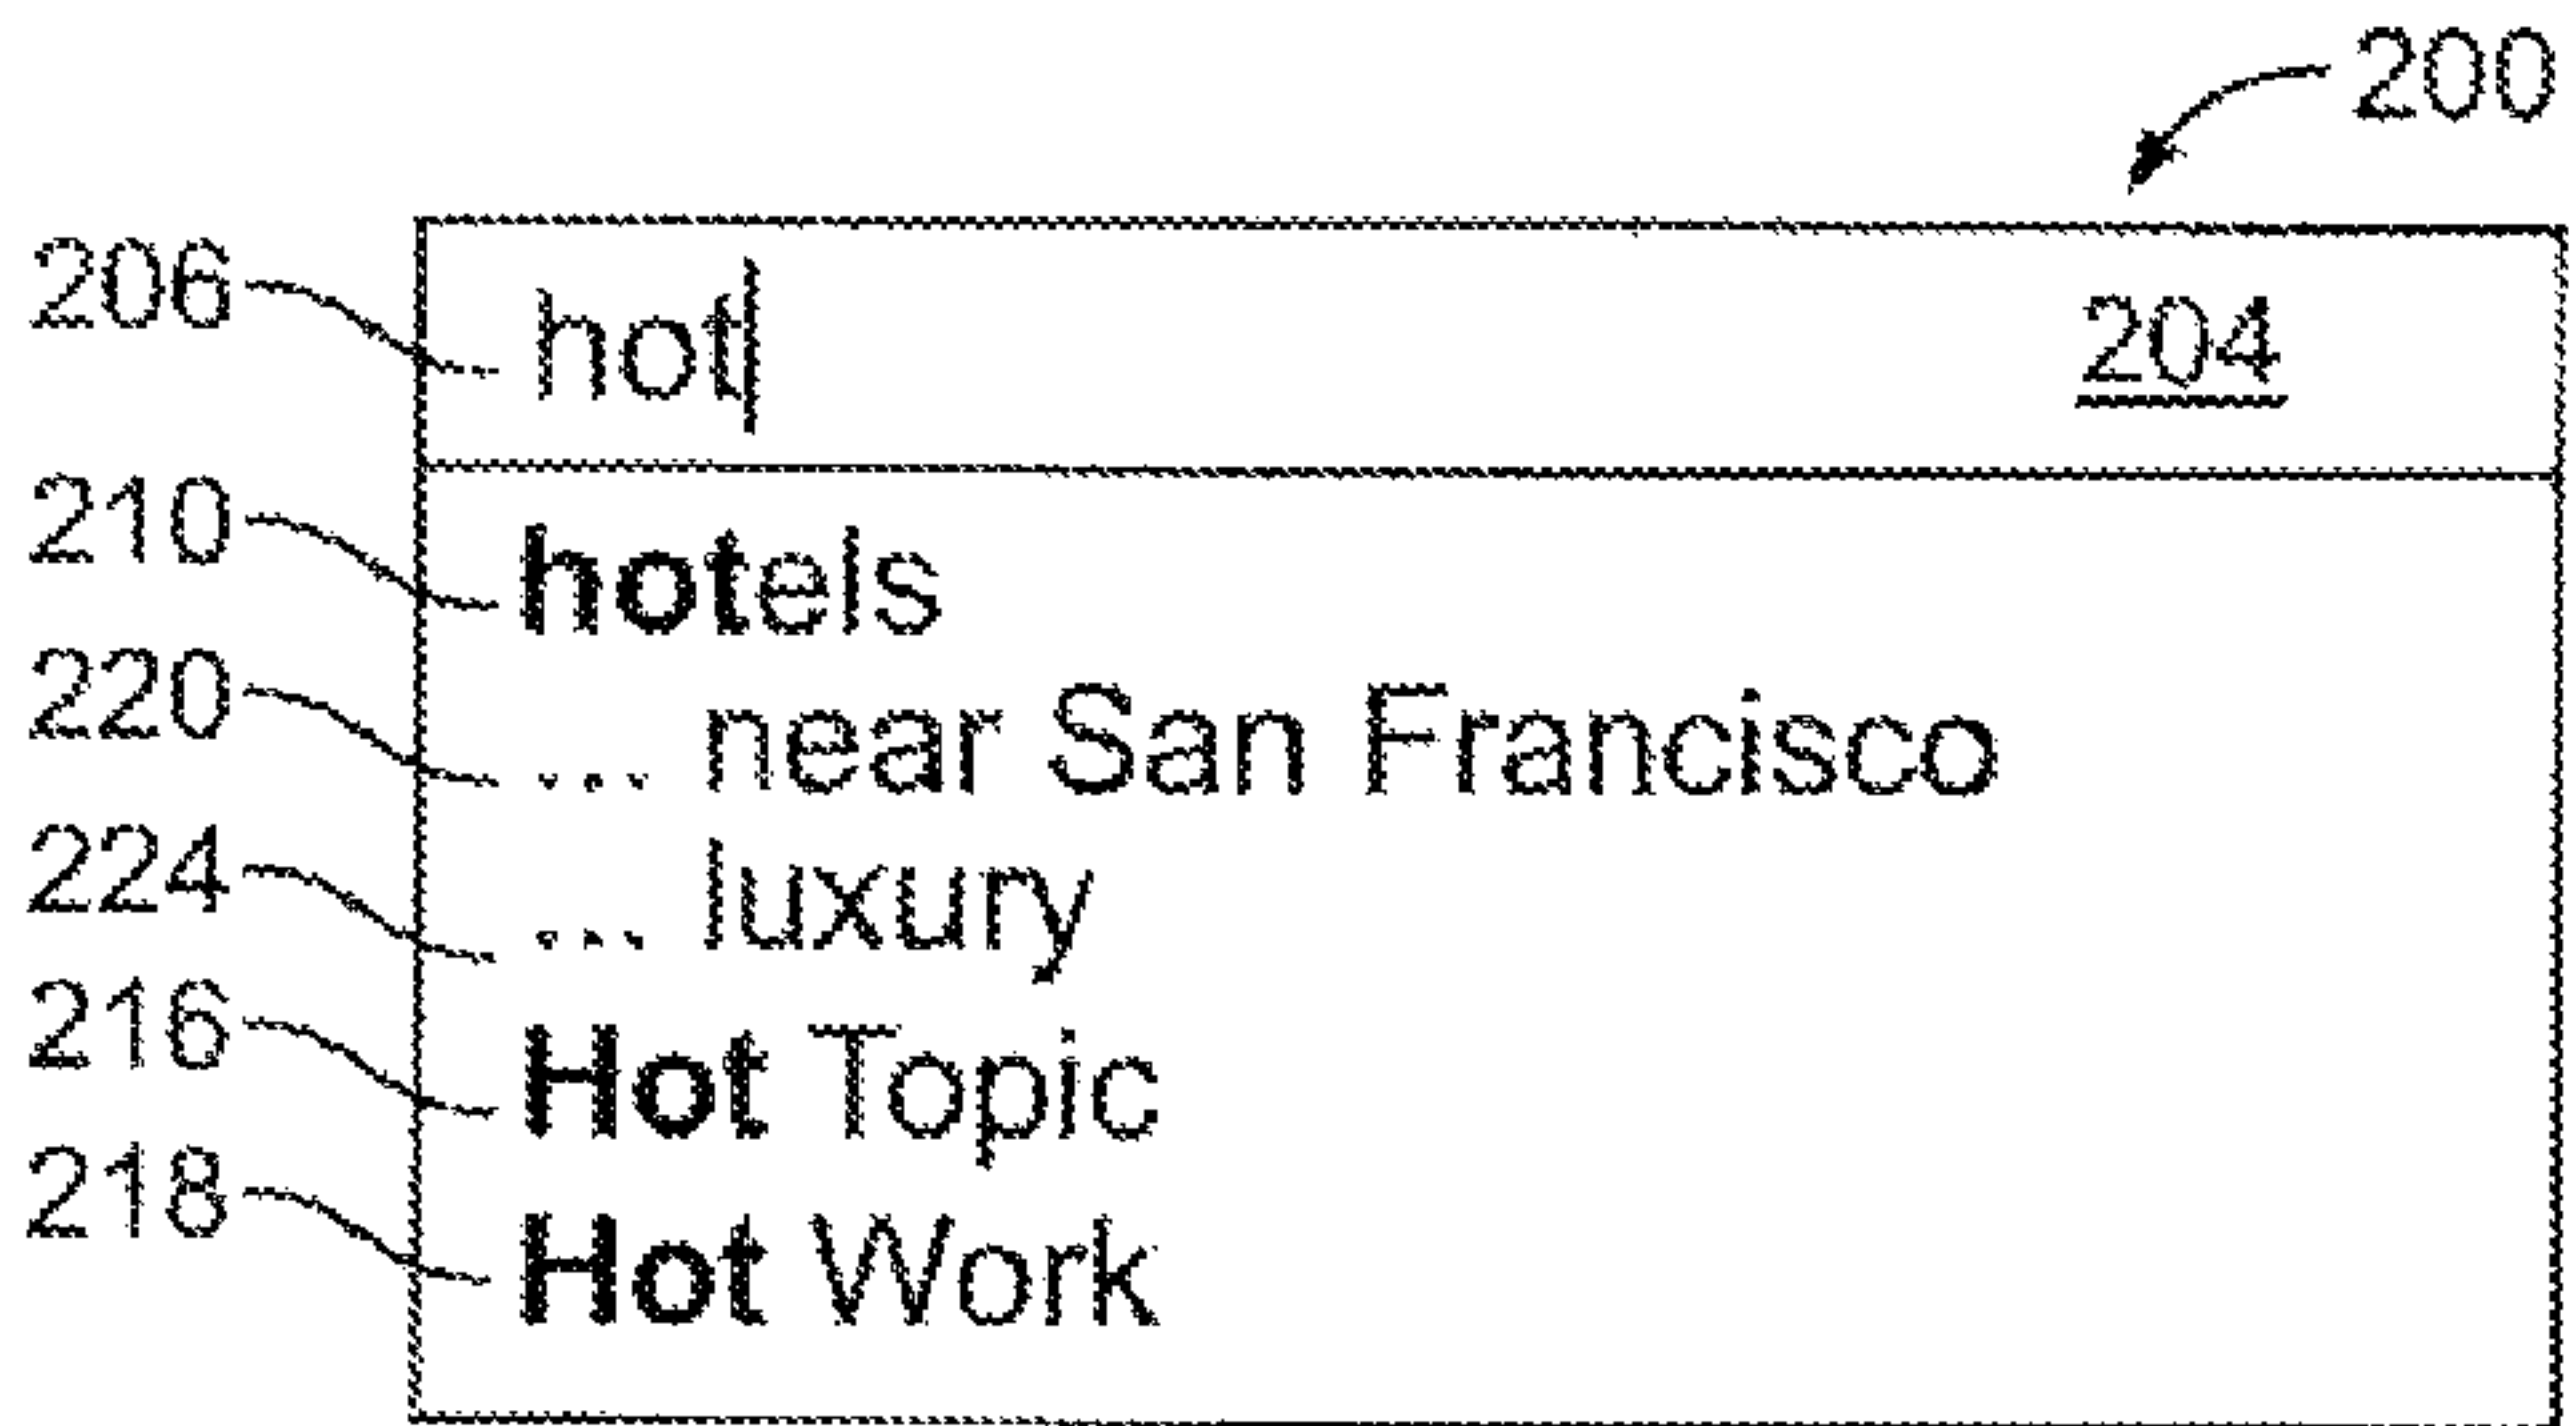 200
206 hot 204
210 hotels
220 ... near San Francisco
224 ... luxury
216 Hot Topic
218 Hot Work